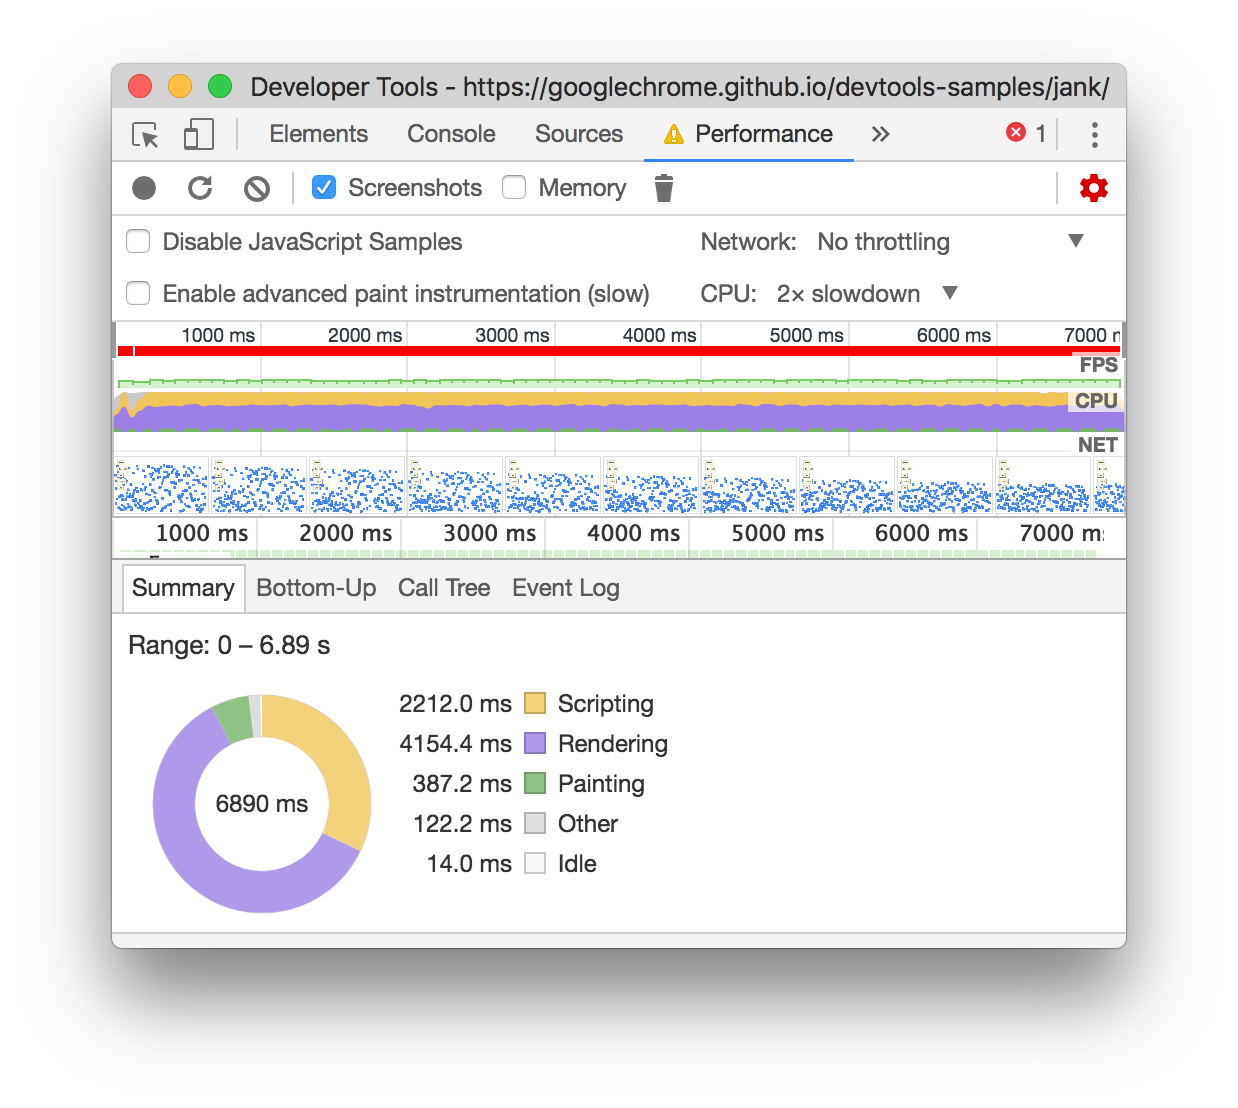 Developer Tools - https://googlechrome.github.io/devtools-samples/jank/
Elements Console Sources Performance » 1
Screenshots Memory
Disable JavaScript Samples Network: No throttling
Enable advanced paint instrumentation (slow) CPU: 2× slowdown
1000 ms 2000 ms 3000 ms 4000 ms 5000 ms 6000 ms 7000
FPS
CPU
NET
1000 ms 2000 ms 3000 ms 4000 ms 5000 ms 6000 ms 7000
Summary Bottom-Up Call Tree Event Log
Range: 0 – 6.89 s
2212.0 ms Scripting
4154.4 ms Rendering
387.2 ms Painting
6890 ms
122.2 ms Other
14.0 ms Idle